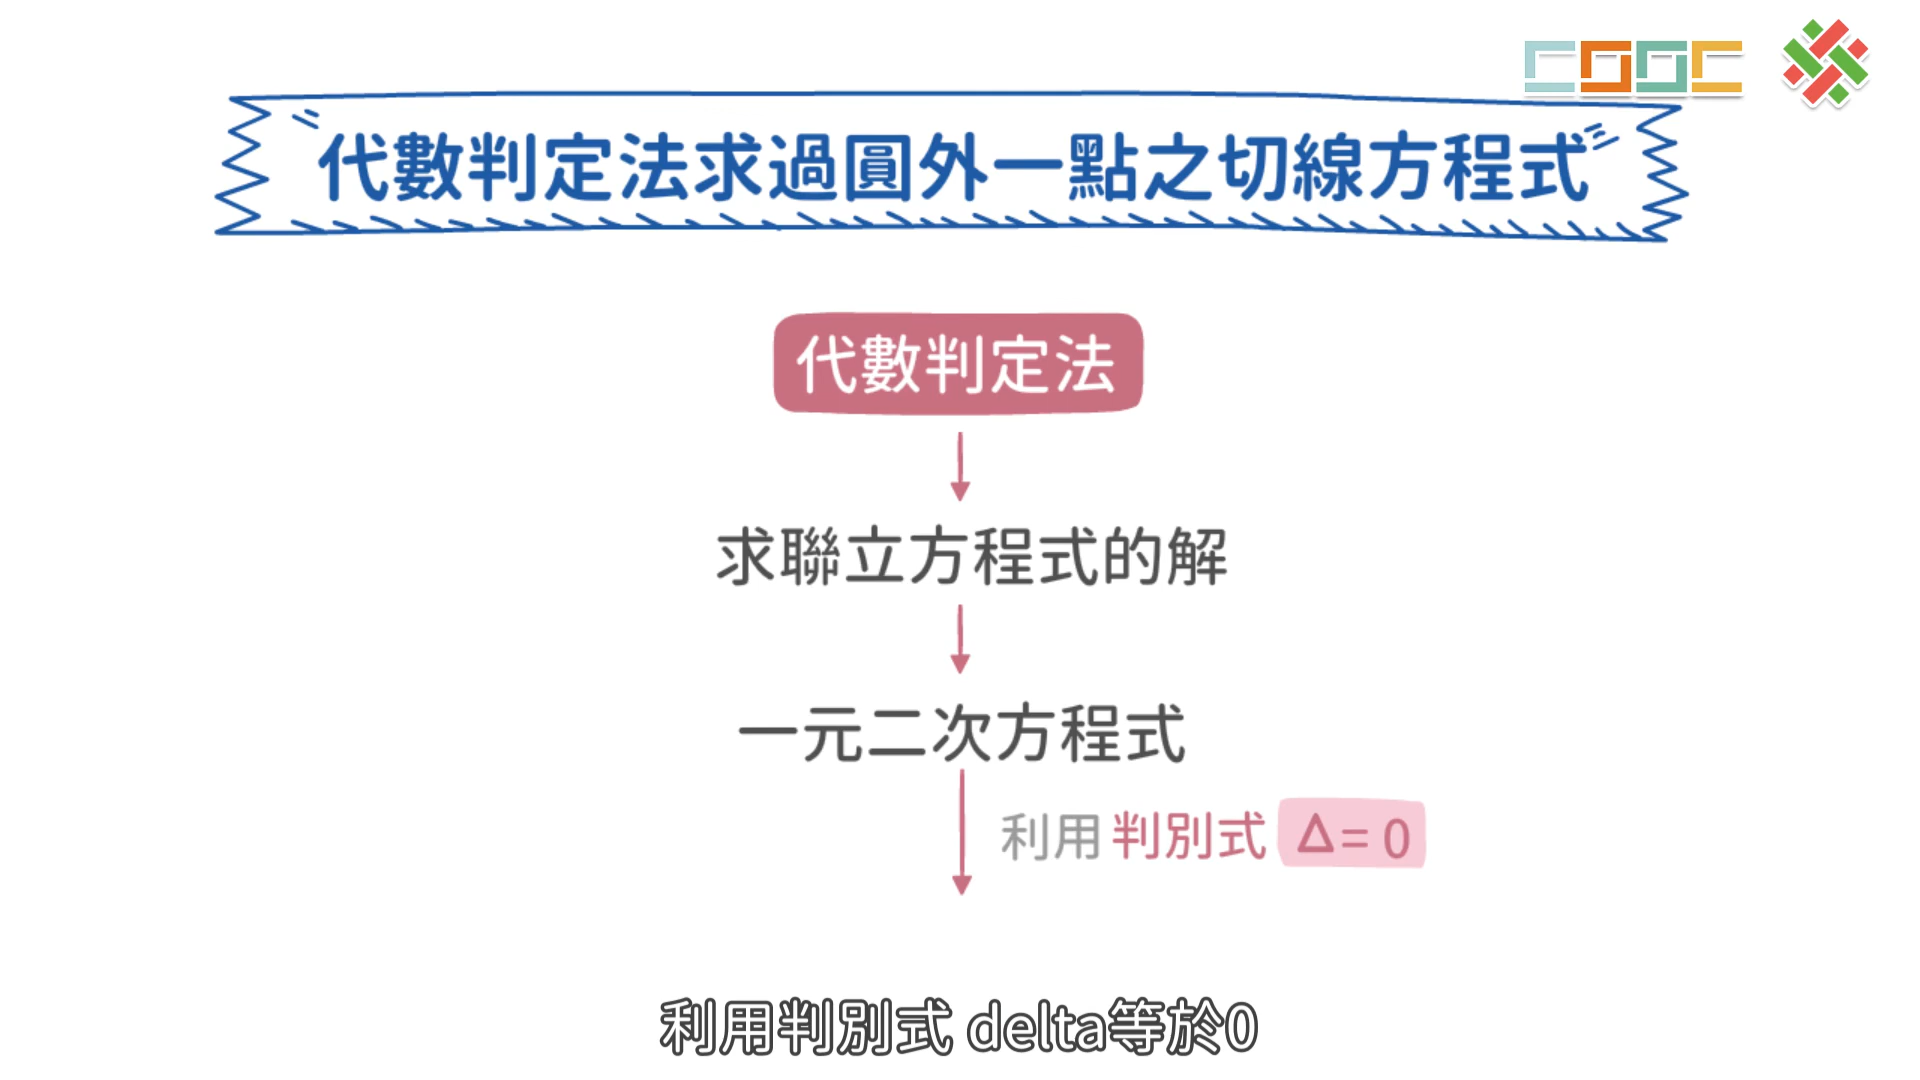 COOC
代數判定法求過圓外一點之切線方程式
代數判定法
求聯立方程式的解
一元二次方程式
利用判別式 Δ = 0
利用判別式 delta等於0